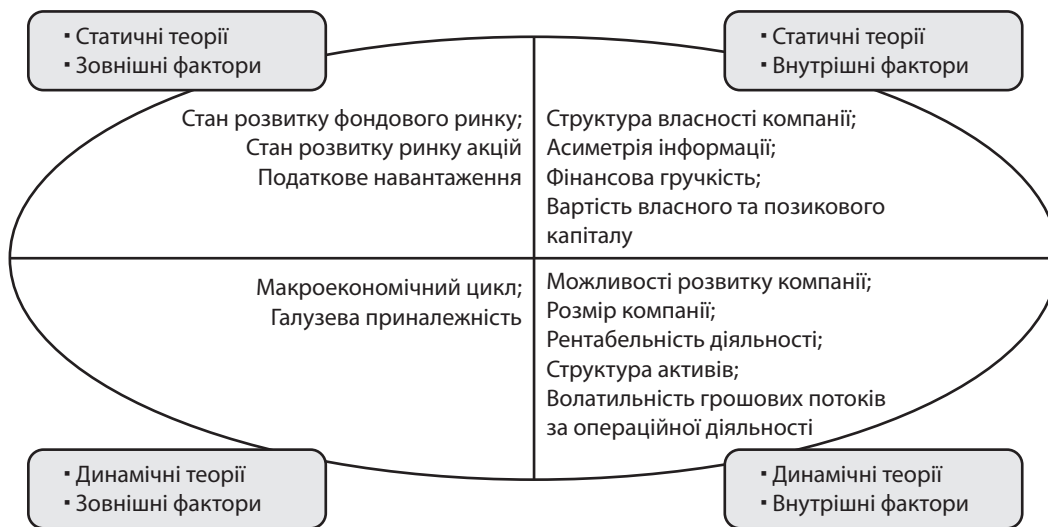 ▪ Статичні теорії
▪ Зовнішні фактори
▪ Статичні теорії
▪ Внутрішні фактори
Стан розвитку фондового ринку;
Стан розвитку ринку акцій
Податкове навантаження
Структура власності компанії;
Асиметрія інформації;
Фінансова гручкість;
Вартість власного та позикового
капіталу
Макроекономічний цикл;
Галузева приналежність
Можливості розвитку компанії;
Розмір компанії;
Рентабельність діяльності;
Структура активів;
Волатильність грошових потоків
за операційної діяльності
▪ Динамічні теорії
▪ Зовнішні фактори
▪ Динамічні теорії
▪ Внутрішні фактори